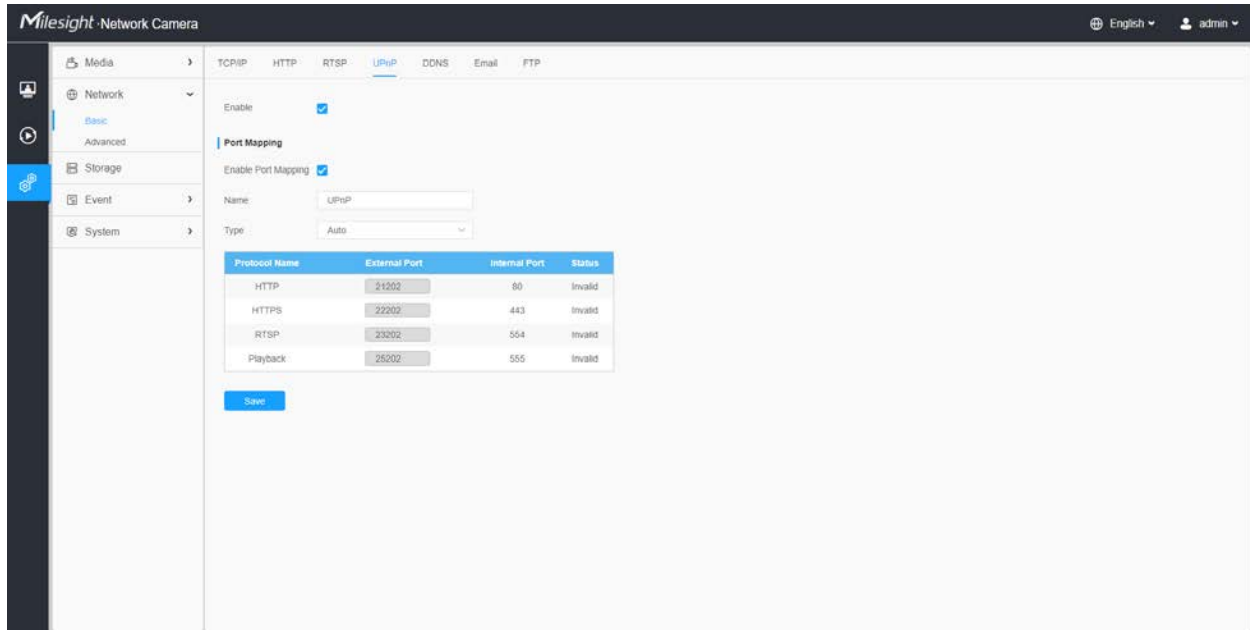 Milesight ·Network Camera
English
admin
Media
TCP/IP HTTP RTSP UPnP DDNS Email FTP
Network
Basic
Advanced
Storage
Event
System
Enable
Port Mapping
Enable Port Mapping
Name UPnP
Type Auto
Protocol Name External Port Internal Port Status
HTTP 21202 80 Invalid
HTTPS 22202 443 Invalid
RTSP 23202 554 Invalid
Playback 25202 555 Invalid
Save